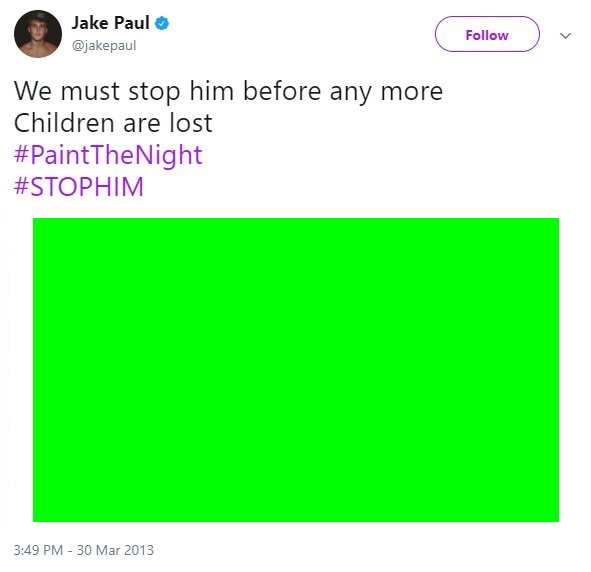 Jake Paul
@jakepaul
Follow
We must stop him before any more
Children are lost
#PaintTheNight
#STOPHIM
3:49 PM - 30 Mar 2013